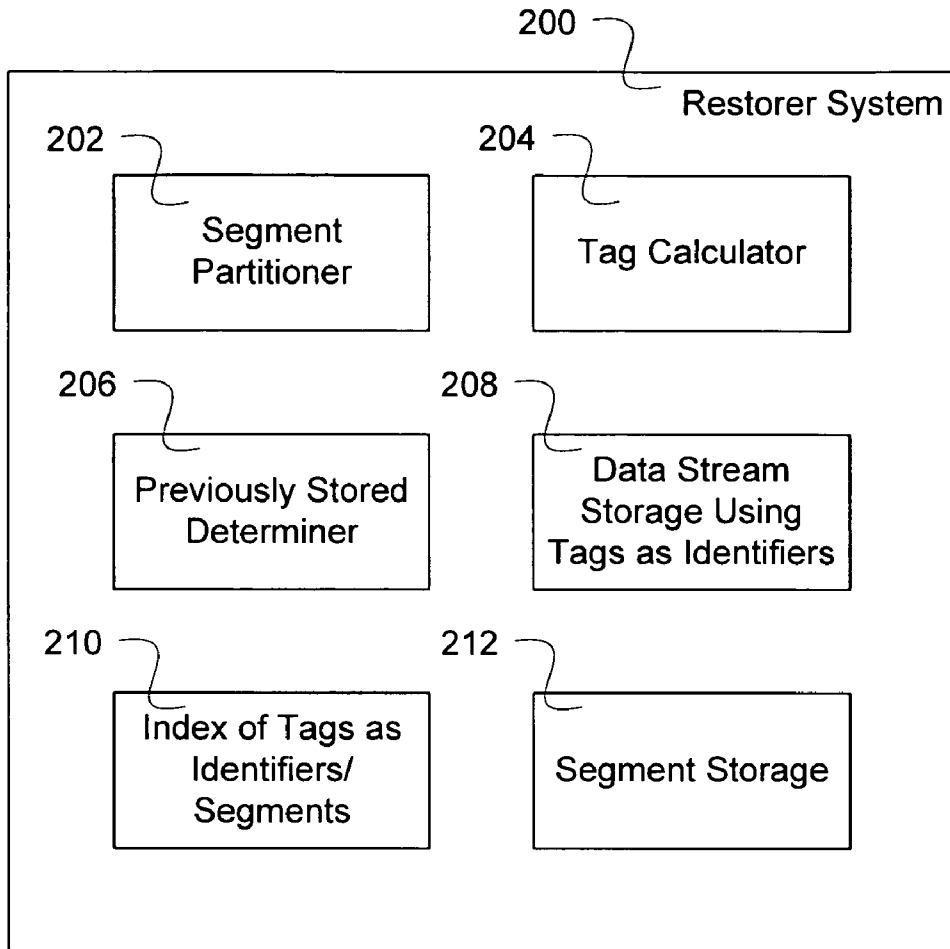 200
Restorer System
202
204
Segment
Partitioner
Tag Calculator
206
208
Previously Stored
Determiner
Data Stream
Storage Using
Tags as Identifiers
210
212
Index of Tags as
Identifiers/
Segments
Segment Storage